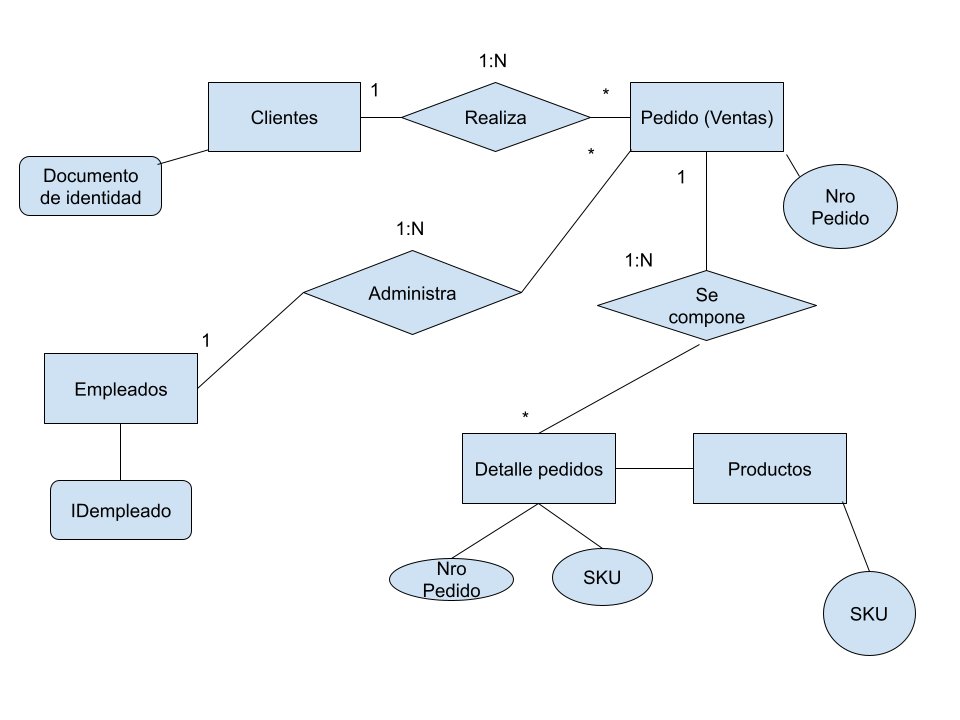 1:N
Clientes
1
Realiza
*
Pedido (Ventas)
Documento
de identidad
*
1
Nro
Pedido
1:N
Administra
1:N
Se
compone
1
Empleados
*
Detalle pedidos
Productos
IDempleado
Nro
Pedido
SKU
SKU